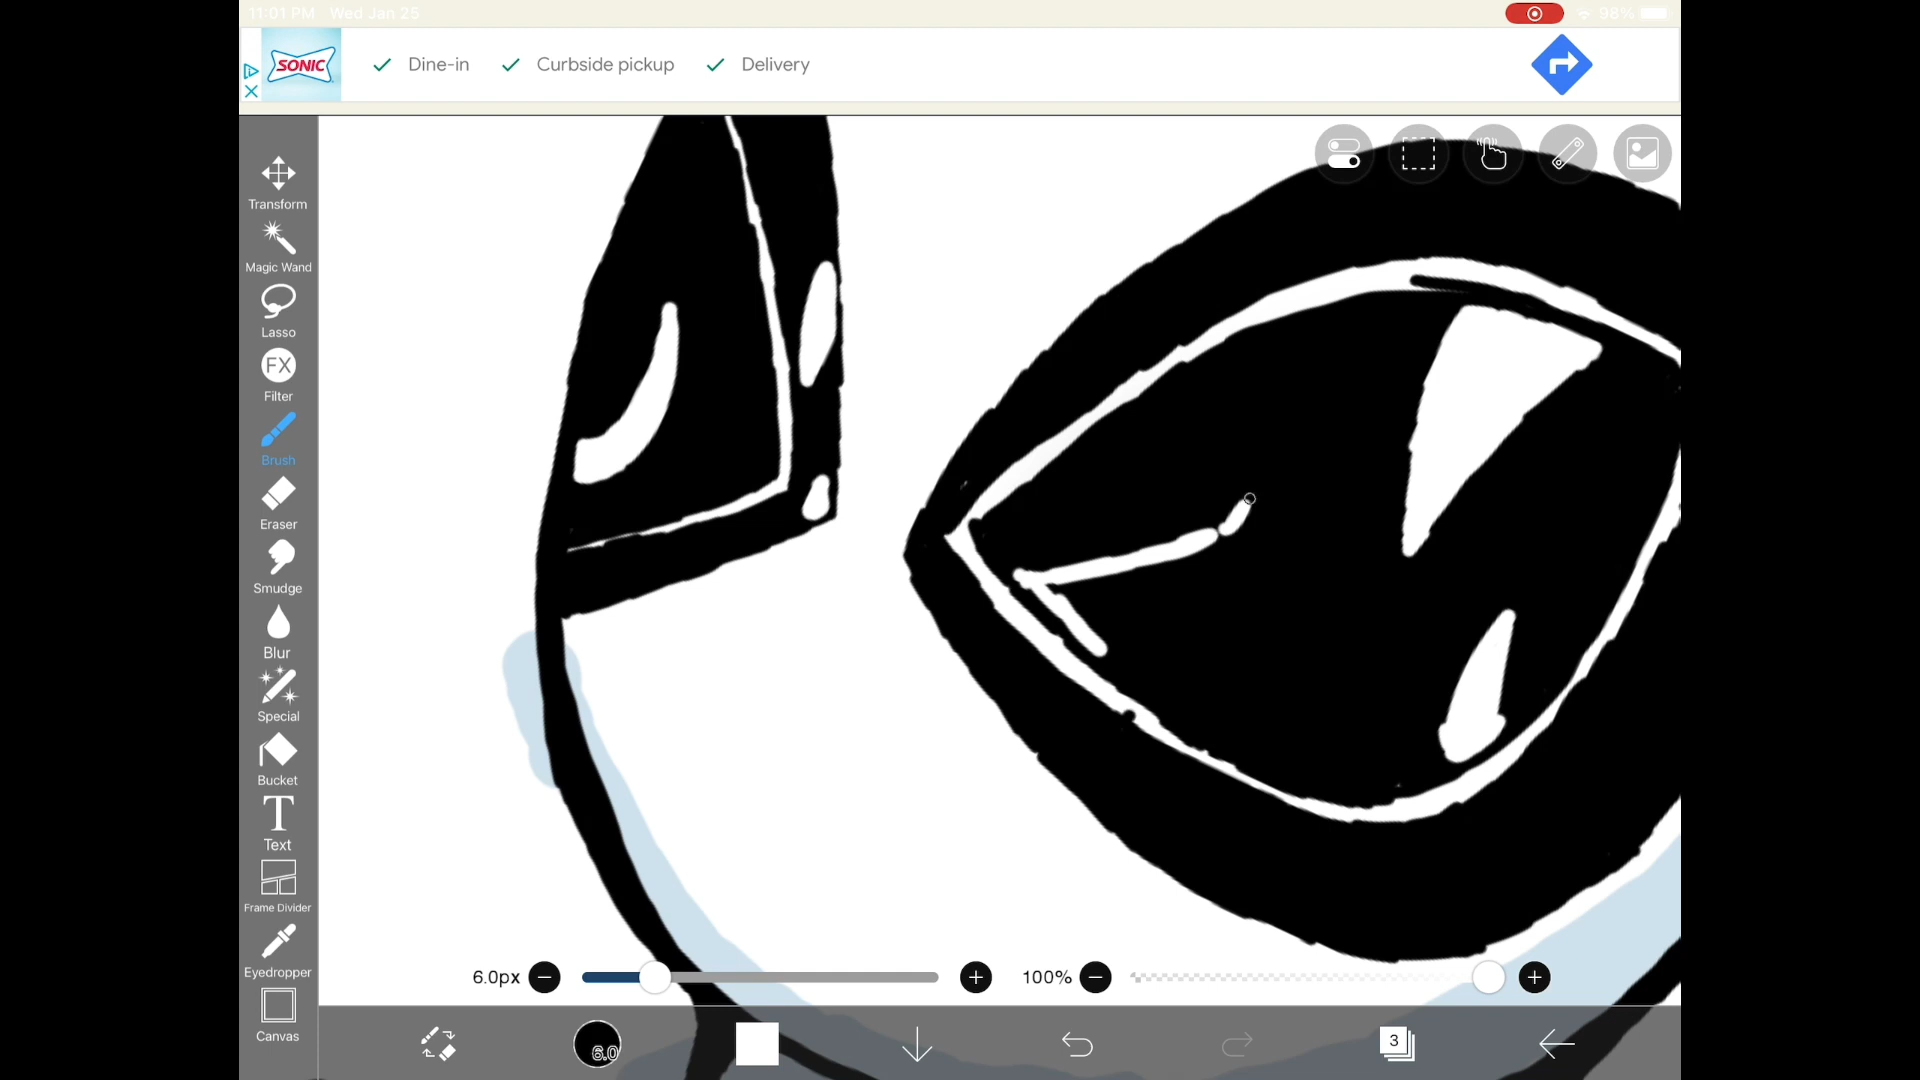 11:01 PM Wed Jan 25
98%
SONIC
Dine-in Curbside pickup Delivery
Transform
Magic Wand
Lasso
FX
Filter
Brush
Eraser
Smudge
Blur
Special
Bucket
T
Text
Frame Divider
Eyedropper
Canvas
6.0px 100%
6.0
3